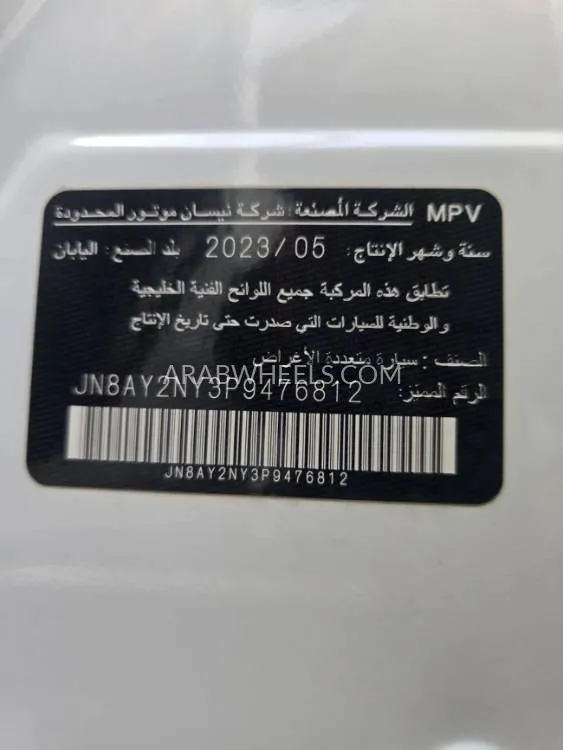 MPV الشركة المُصنعة : شركة نيسان موتور المحدودة
سنة وشهر الإنتاج: 2023/05 بلد الصنع: اليابان
تطابق هذه المركبة جميع اللوائح الفنية الخليجية
والوطنية للسيارات التي صدرت حتى تاريخ الإنتاج
الصنف : سيارة متعددة الأغراض
ARABWHEELS.COM
الرقم المميز: JN8AY2NY3P9476812
JN8AY2NY3P9476812